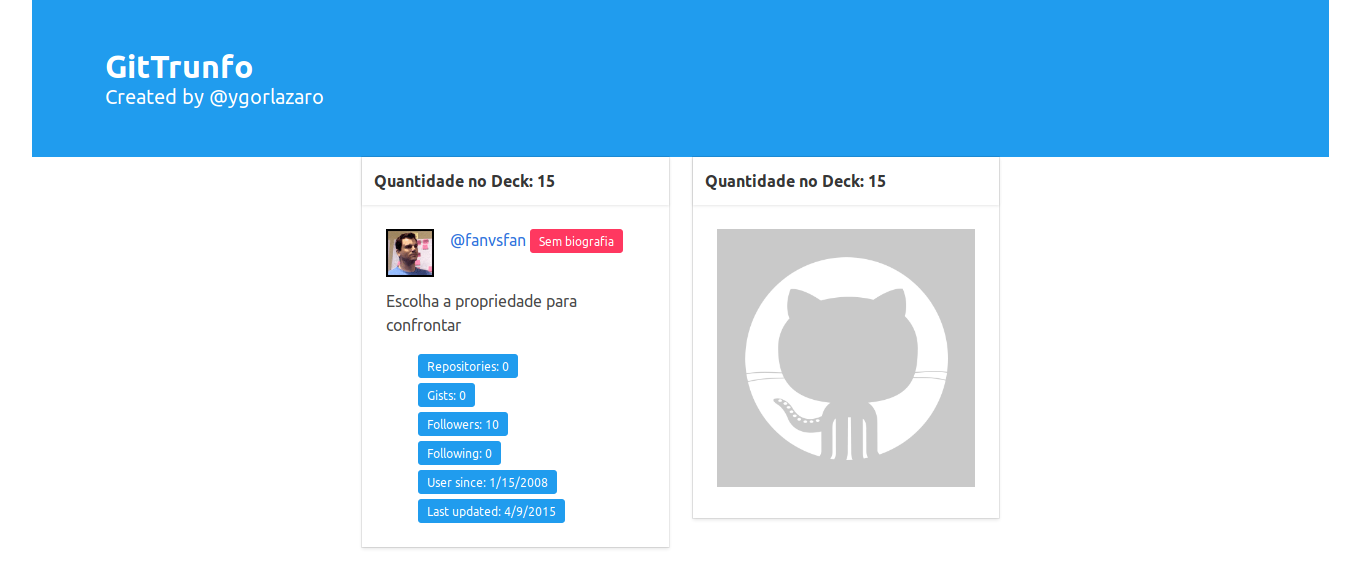 GitTrunfo
Created by @ygorlazaro
Quantidade no Deck: 15
@fanvsfan Sem biografia
Escolha a propriedade para
confrontar
Repositories: 0
Gists: 0
Followers: 10
Following: 0
User since: 1/15/2008
Last updated: 4/9/2015
Quantidade no Deck: 15